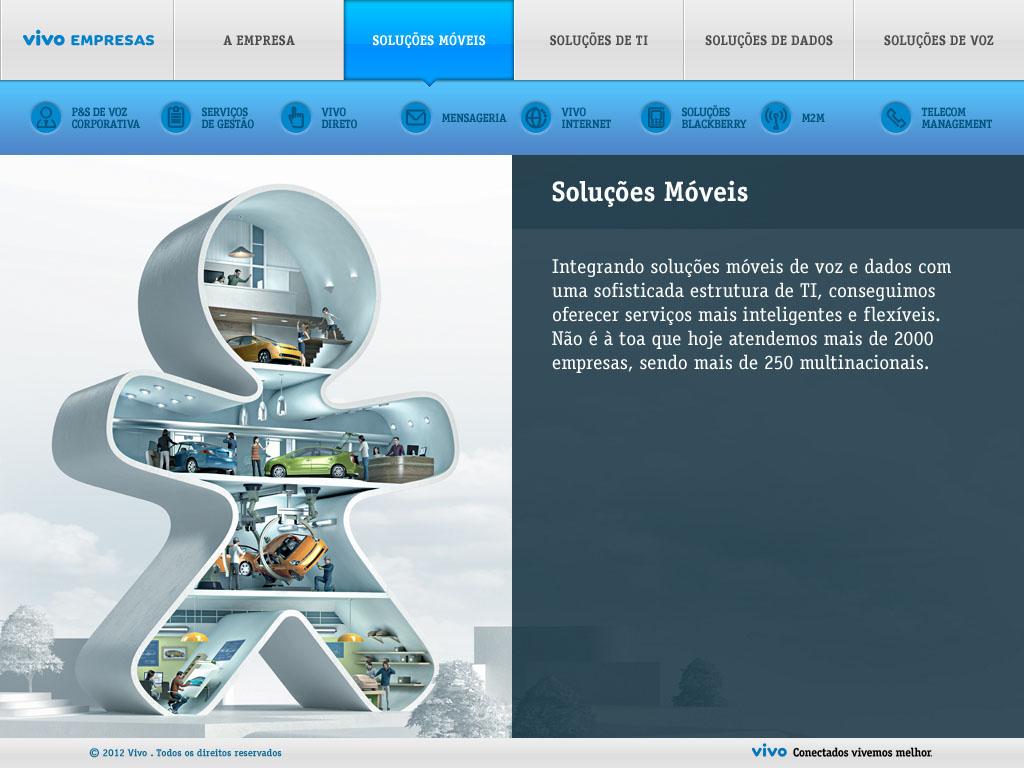 vivo EMPRESAS
A EMPRESA
SOLUÇÕES MÓVEIS
SOLUÇÕES DE TI
SOLUÇÕES DE DADOS
SOLUÇÕES DE VOZ
P&S DE VOZ
CORPORATIVA
SERVIÇOS
DE GESTÃO
VIVO
DIRETO
MENSAGERIA
VIVO
INTERNET
SOLUÇÕES
BLACKBERRY
M2M
TELECOM
MANAGEMENT
Soluções Móveis
Integrando soluções móveis de voz e dados com
uma sofisticada estrutura de TI, conseguimos
oferecer serviços mais inteligentes e flexíveis.
Não é à toa que hoje atendemos mais de 2000
empresas, sendo mais de 250 multinacionais.
© 2012 Vivo . Todos os direitos reservados
vivo Conectados vivemos melhor.